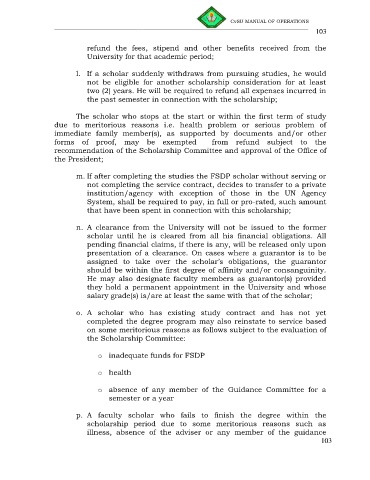 CvSU MANUAL OF OPERATIONS
103
refund the fees, stipend and other benefits received from the
University for that academic period;
l. If a scholar suddenly withdraws from pursuing studies, he would
not be eligible for another scholarship consideration for at least
two (2) years. He will be required to refund all expenses incurred in
the past semester in connection with the scholarship;
The scholar who stops at the start or within the first term of study
due to meritorious reasons i.e. health problem or serious problem of
immediate family member(s), as supported by documents and/or other
forms of proof, may be exempted from refund subject to the
recommendation of the Scholarship Committee and approval of the Office of
the President;
m. If after completing the studies the FSDP scholar without serving or
not completing the service contract, decides to transfer to a private
institution/agency with exception of those in the UN Agency
System, shall be required to pay, in full or pro-rated, such amount
that have been spent in connection with this scholarship;
n. A clearance from the University will not be issued to the former
scholar until he is cleared from all his financial obligations. All
pending financial claims, if there is any, will be released only upon
presentation of a clearance. On cases where a guarantor is to be
assigned to take over the scholar's obligations, the guarantor
should be within the first degree of affinity and/or consanguinity.
He may also designate faculty members as guarantor(s) provided
they hold a permanent appointment in the University and whose
salary grade(s) is/are at least the same with that of the scholar;
o. A scholar who has existing study contract and has not yet
completed the degree program may also reinstate to service based
on some meritorious reasons as follows subject to the evaluation of
the Scholarship Committee:
o inadequate funds for FSDP
o health
o absence of any member of the Guidance Committee for a
semester or a year
p. A faculty scholar who fails to finish the degree within the
scholarship period due to some meritorious reasons such as
illness, absence of the adviser or any member of the guidance
103